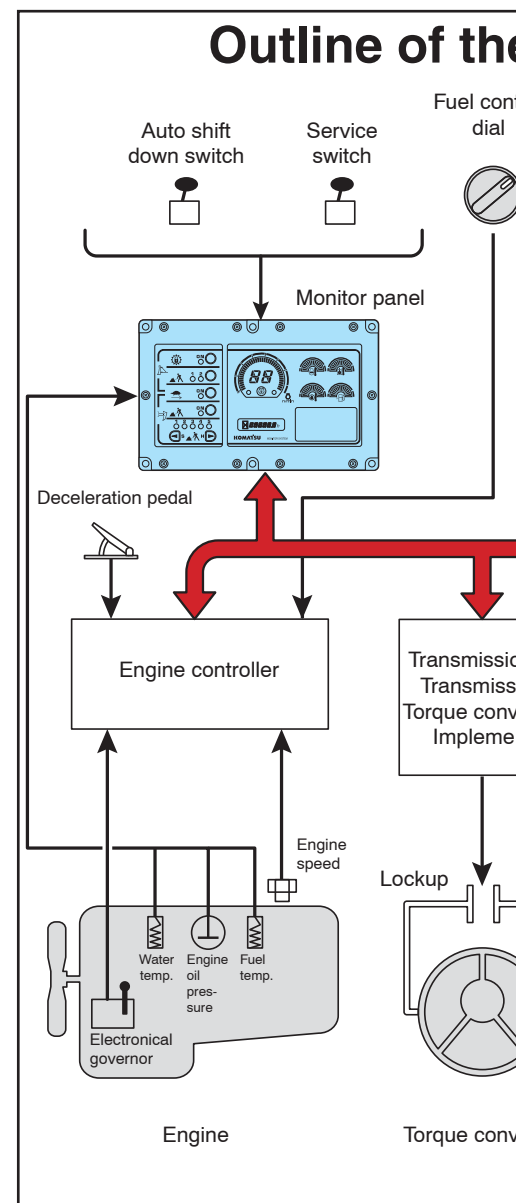 Outline of the
Fuel cont
dial
Auto shift
down switch
Service
switch
Monitor panel
KOMATSU
Deceleration pedal
Engine controller
Transmissio
Transmiss
Torque conv
Impleme
Engine
speed
Lockup
Water
temp.
Engine
oil
pres-
sure
Fuel
temp.
Electronical
governor
Engine
Torque conv